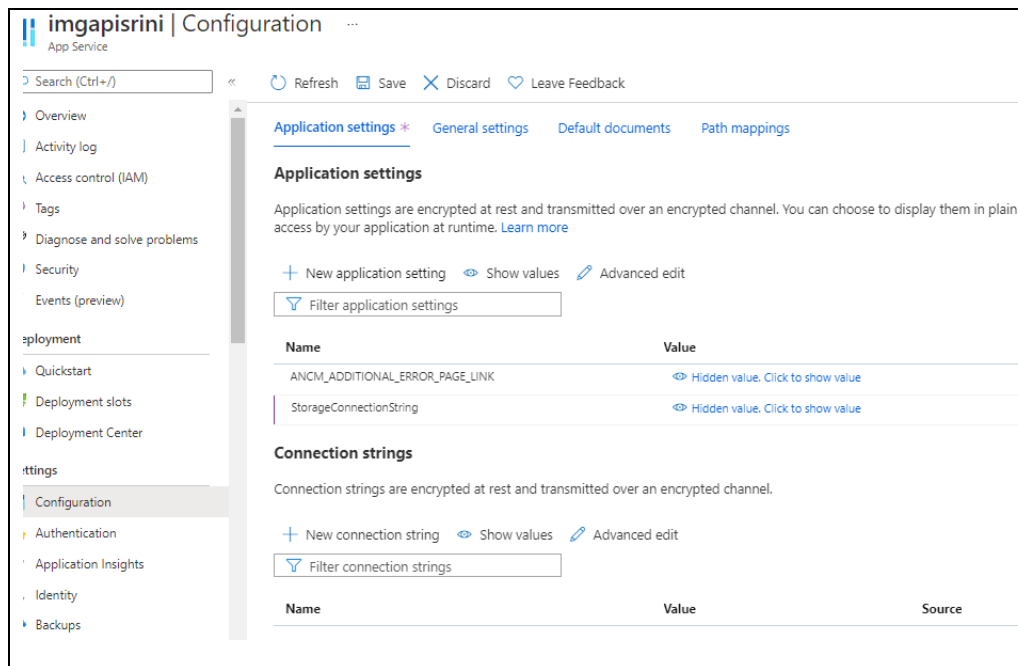 imgapisrini | Configuration ...
App Service
Search (Ctrl+/)
«
Refresh Save Discard Leave Feedback
Overview
Activity log
Access control (IAM)
Tags
Diagnose and solve problems
Security
Events (preview)
eployment
Quickstart
Deployment slots
Deployment Center
ettings
Configuration
Authentication
Application Insights
Identity
Backups
Application settings * General settings Default documents Path mappings
Application settings
Application settings are encrypted at rest and transmitted over an encrypted channel. You can choose to display them in plain
access by your application at runtime. Learn more
New application setting Show values Advanced edit
Filter application settings
Name Value
ANCM_ADDITIONAL_ERROR_PAGE_LINK Hidden value. Click to show value
StorageConnectionString Hidden value. Click to show value
Connection strings
Connection strings are encrypted at rest and transmitted over an encrypted channel.
New connection string Show values Advanced edit
Filter connection strings
Name Value Source